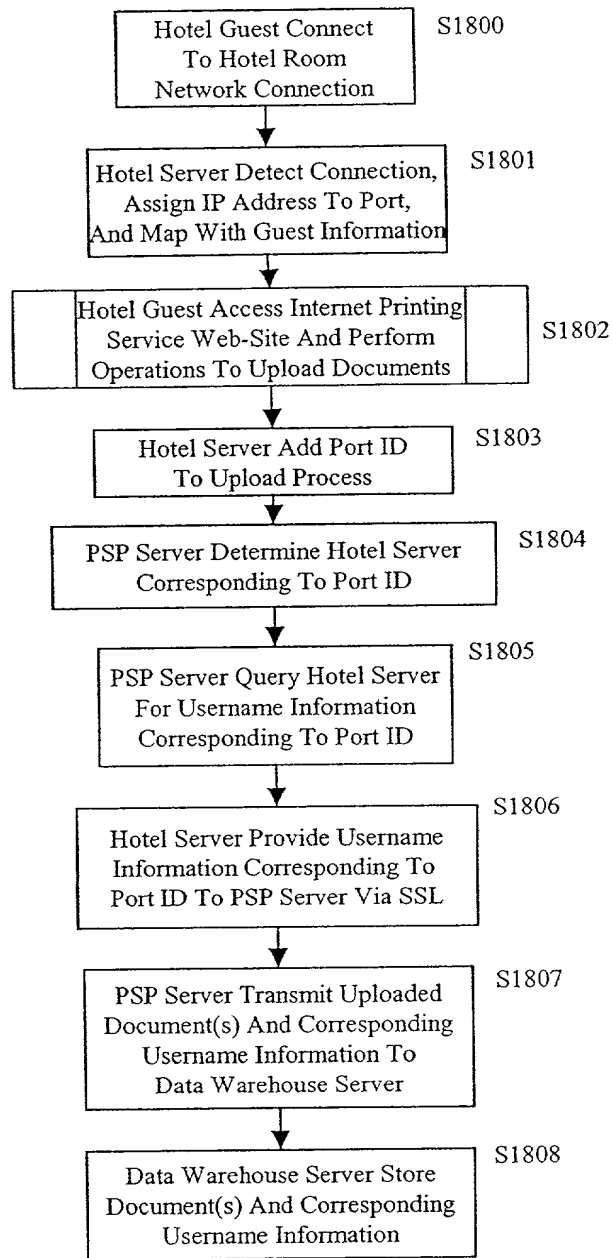 Hotel Guest Connect
To Hotel Room
Network Connection
S1800
Hotel Server Detect Connection,
Assign IP Address To Port,
And Map With Guest Information
S1801
Hotel Guest Access Internet Printing
Service Web-Site And Perform
Operations To Upload Documents
S1802
Hotel Server Add Port ID
To Upload Process
S1803
PSP Server Determine Hotel Server
Corresponding To Port ID
S1804
PSP Server Query Hotel Server
For Username Information
Corresponding To Port ID
S1805
Hotel Server Provide Username
Information Corresponding To
Port ID To PSP Server Via SSL
S1806
PSP Server Transmit Uploaded
Document(s) And Corresponding
Username Information To
Data Warehouse Server
S1807
Data Warehouse Server Store
Document(s) And Corresponding
Username Information
S1808